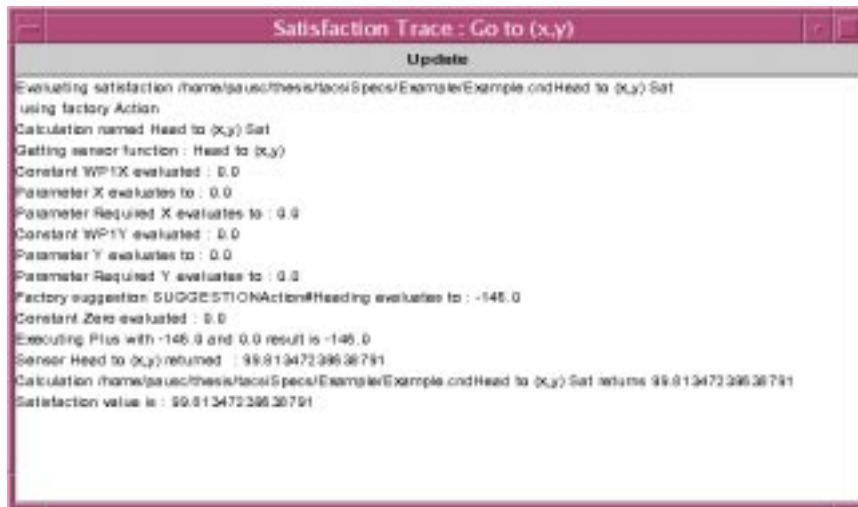 Satisfaction Trace : Go to (x,y)
Update
Evaluating satisfaction /home/pausc/thesis/tacsiSpecs/Example/Example.cndHead to (x,y) Sat
using factory Action
Calculation named Head to (x,y) Sat
Getting sensor function : Head to (x,y)
Constant WP1X evaluated : 0.0
Parameter X evaluates to : 0.0
Parameter Required X evaluates to : 0.0
Constant WP1Y evaluated : 0.0
Parameter Y evaluates to : 0.0
Parameter Required Y evaluates to : 0.0
Factory suggestion SUGGESTIONAction#Heading evaluates to : -146.0
Constant Zero evaluated : 0.0
Executing Plus with -146.0 and 0.0 result is -146.0
Sensor Head to (x,y) returned : 99.81347239638791
Calculation /home/pausc/thesis/tacsiSpecs/Example/Example.cndHead to (x,y) Sat returns 99.81347239638791
Satisfaction value is : 99.81347239638791